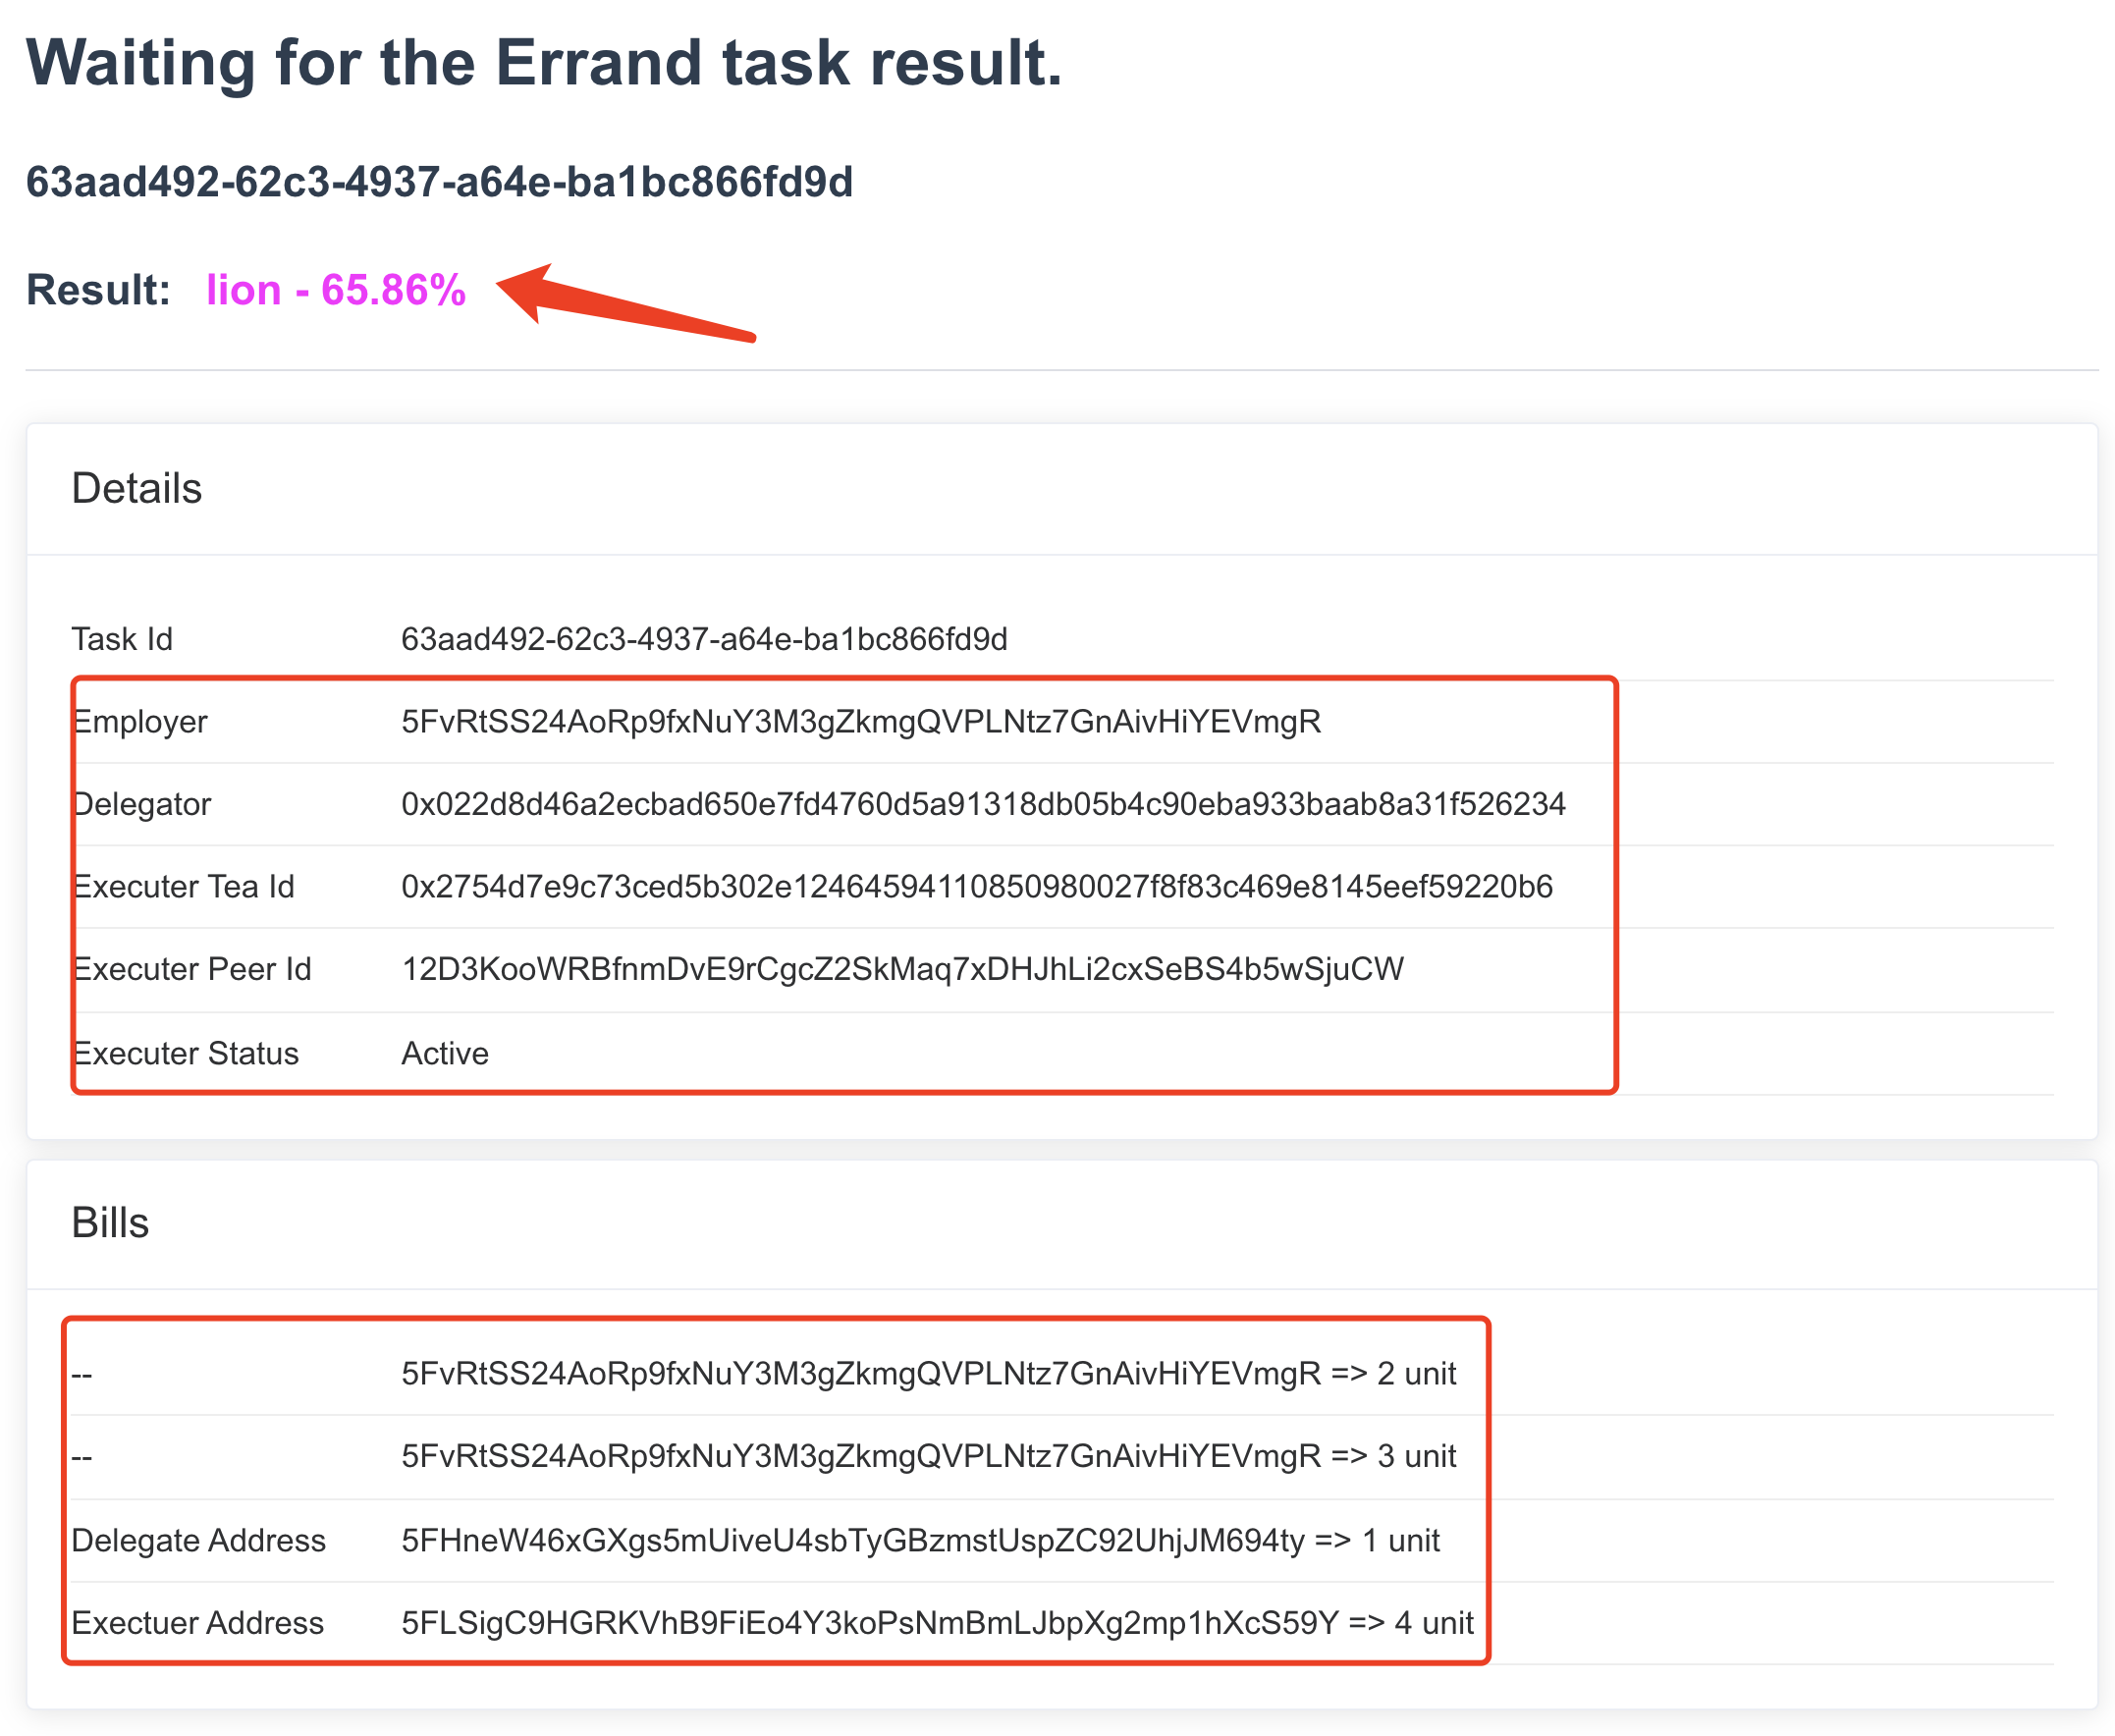 Waiting for the Errand task result.
63aad492-62c3-4937-a64e-ba1bc866fd9d
Result: lion - 65.86%
Details
Task Id 63aad492-62c3-4937-a64e-ba1bc866fd9d
Employer 5FvRtSS24AoRp9fxNuY3M3gZkmgQVPLNtz7GnAivHiYEVmgR
Delegator 0x022d8d46a2ecbad650e7fd4760d5a91318db05b4c90eba933baab8a31f526234
Executer Tea Id 0x2754d7e9c73ced5b302e12464594110850980027f8f83c469e8145eef59220b6
Executer Peer Id 12D3KooWRBfnmDvE9rCgcZ2SkMaq7xDHJhLi2cxSeBS4b5wSjuCW
Executer Status Active
Bills
-- 5FvRtSS24AoRp9fxNuY3M3gZkmgQVPLNtz7GnAivHiYEVmgR => 2 unit
-- 5FvRtSS24AoRp9fxNuY3M3gZkmgQVPLNtz7GnAivHiYEVmgR => 3 unit
Delegate Address 5FHneW46xGXgs5mUiveU4sbTyGBzmstUspZC92UhjJM694ty => 1 unit
Exectuer Address 5FLSigC9HGRKVhB9FiEo4Y3koPsNmBmLJbpXg2mp1hXcS59Y => 4 unit